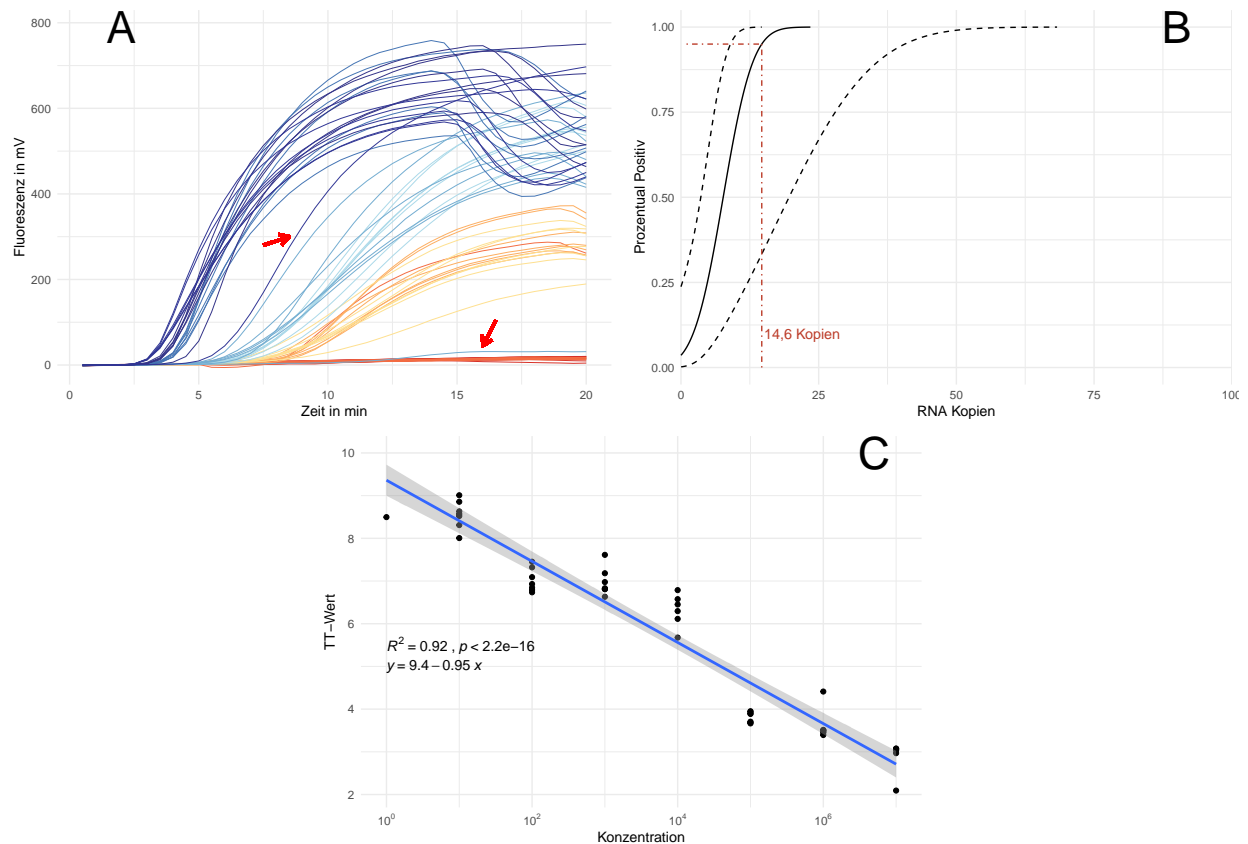 A
800
600
400
200
0
Fluoreszenz in mV
0
5
10
15
20
Zeit in min
B
1.00
0.75
0.50
0.25
0.00
Prozentual Positiv
14,6 Kopien
0
25
50
75
100
RNA Kopien
C
10
8
6
4
2
TT−Wert
R² = 0.92 , p < 2.2e−16
y = 9.4 − 0.95 x
10⁰
10²
10⁴
10⁶
Konzentration